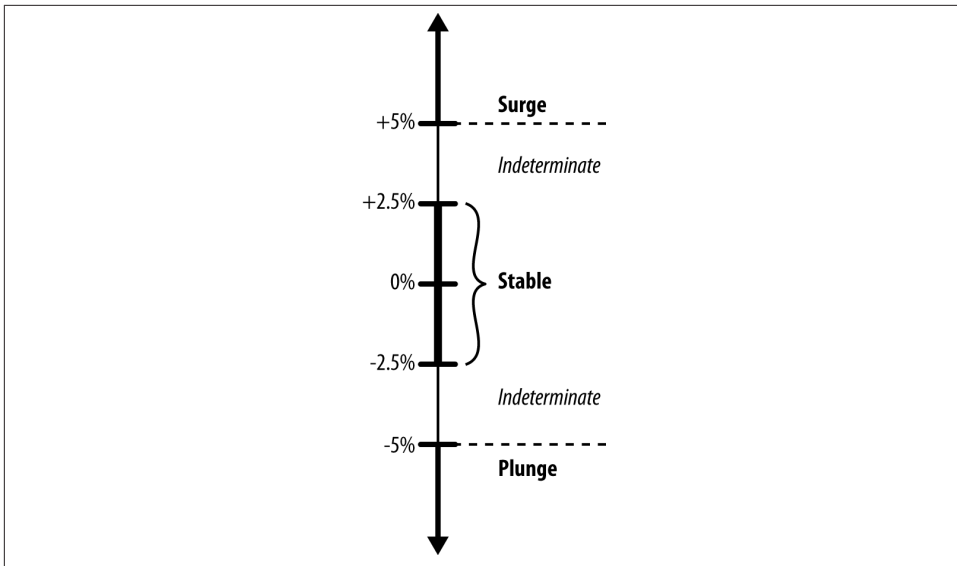 Surge
+5%
Indeterminate
+2.5%
0%
Stable
-2.5%
Indeterminate
-5%
Plunge